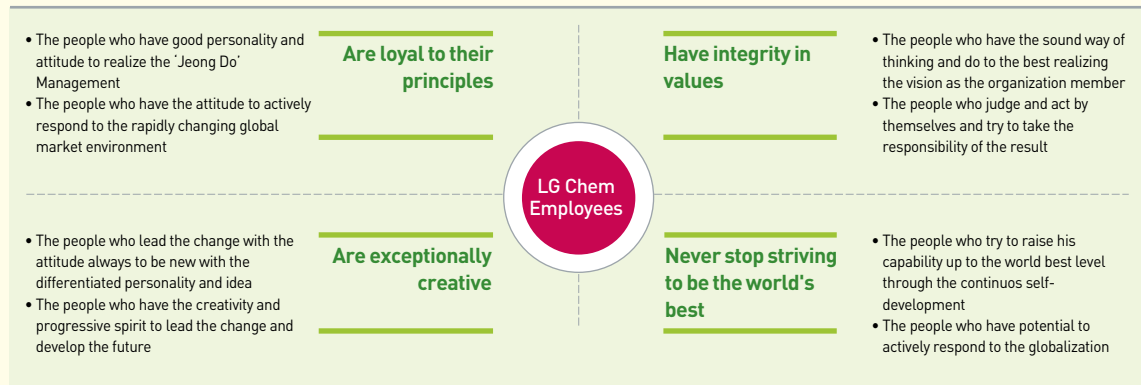 • The people who have good personality and
attitude to realize the ‘Jeong Do’
Management
• The people who have the attitude to actively
respond to the rapidly changing global
market environment
Are loyal to their
principles
Have integrity in
values
• The people who have the sound way of
thinking and do to the best realizing
the vision as the organization member
• The people who judge and act by
themselves and try to take the
responsibility of the result
LG Chem
Employees
• The people who lead the change with the
attitude always to be new with the
differentiated personality and idea
• The people who have the creativity and
progressive spirit to lead the change and
develop the future
Are exceptionally
creative
Never stop striving
to be the world's
best
• The people who try to raise his
capability up to the world best level
through the continuos self-
development
• The people who have potential to
actively respond to the globalization